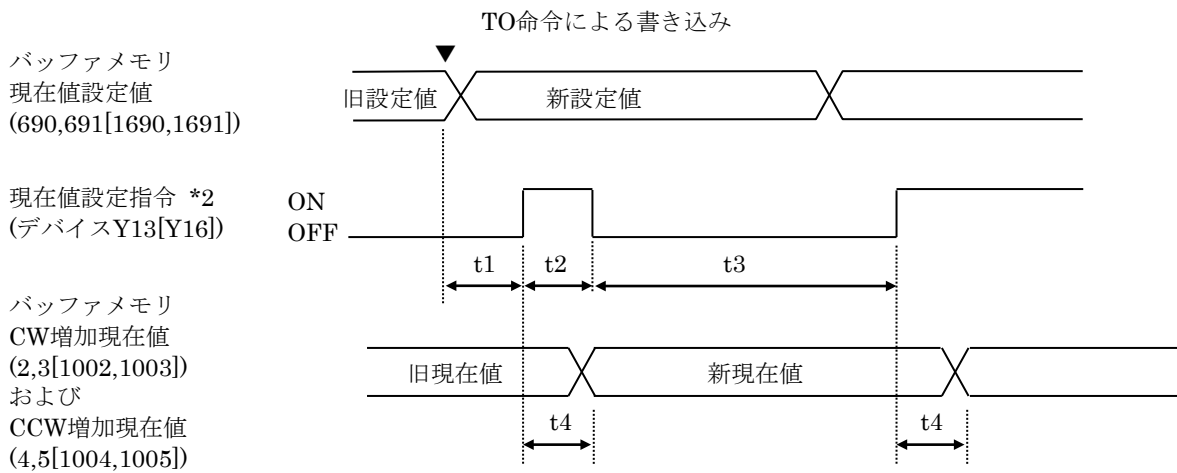 TO命令による書き込み
バッファメモリ
現在値設定値
(690,691[1690,1691])
旧設定値
新設定値
現在値設定指令 *2
(デバイスY13[Y16])
ON
OFF
t1
t2
t3
バッファメモリ
CW増加現在値
(2,3[1002,1003])
および
CCW増加現在値
(4,5[1004,1005])
旧現在値
新現在値
t4
t4